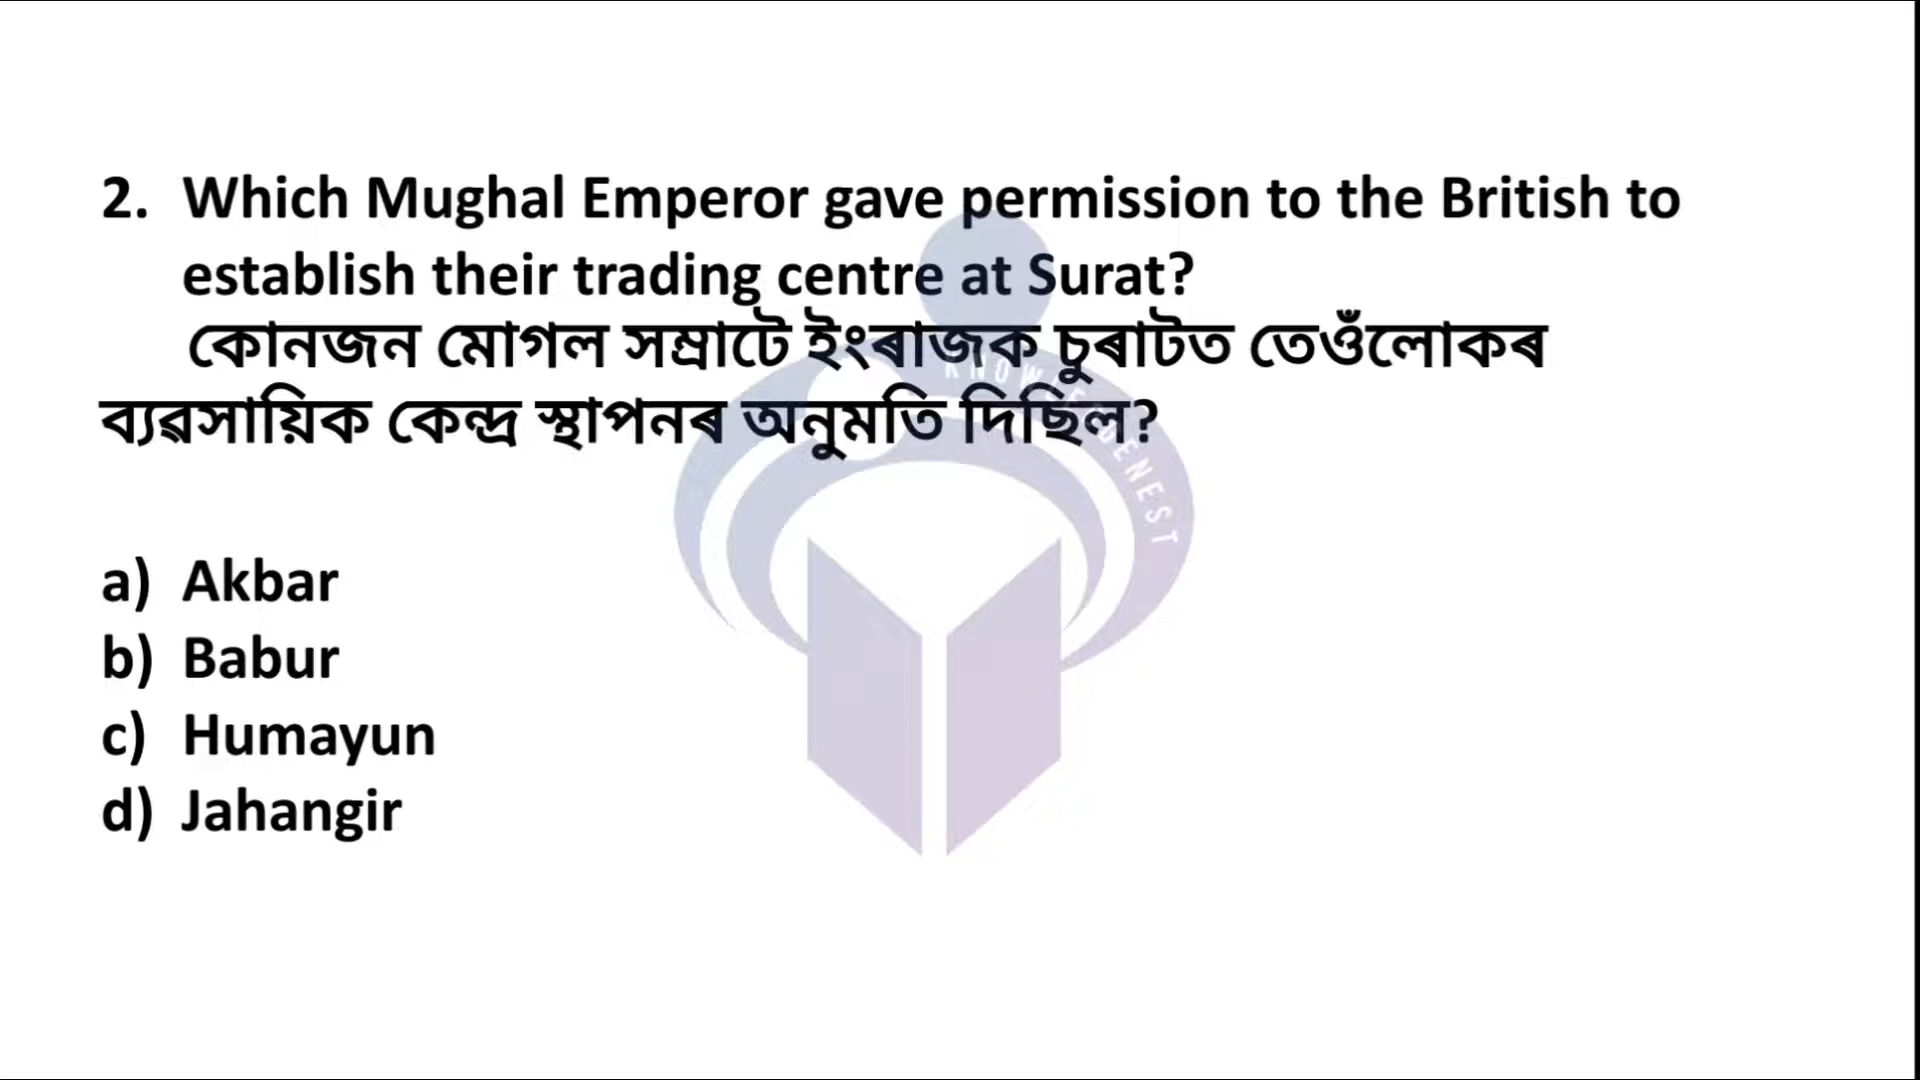 2. Which Mughal Emperor gave permission to the British to
establish their trading centre at Surat?
কোনজন মোগল সম্ৰাটে ইংৰাজক চুৰাটত তেওঁলোকৰ
ব্যৱসায়িক কেন্দ্ৰ স্থাপনৰ অনুমতি দিছিল?
KNOWLEDGENEST
a) Akbar
b) Babur
c) Humayun
d) Jahangir